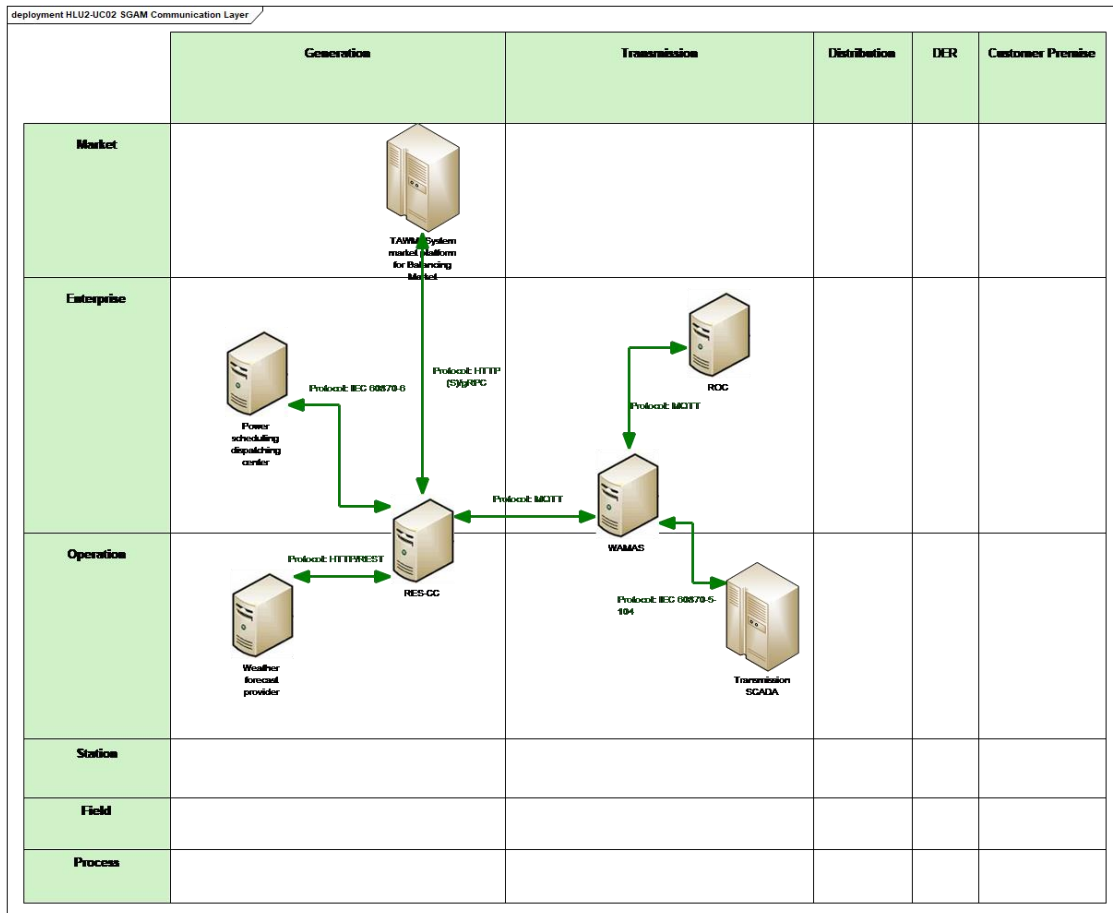 deployment HLU2-UC02 SGAM Communication Layer
Generation
Transmission
Distribution
DER
Customer Premise
Market
TAWM System
market platform
for Balancing
Market
Enterprise
Protocol: HTTP
(S)/gRPC
ROC
Protocol: IEC 60870-6
Protocol: MQTT
Power
scheduling
dispatching
center
Protocol: MQTT
WAMAS
Operation
Protocol: HTTP/REST
RES-CC
Protocol: IEC 60870-5-
104
Weather
forecast
provider
Transmission
SCADA
Station
Field
Process